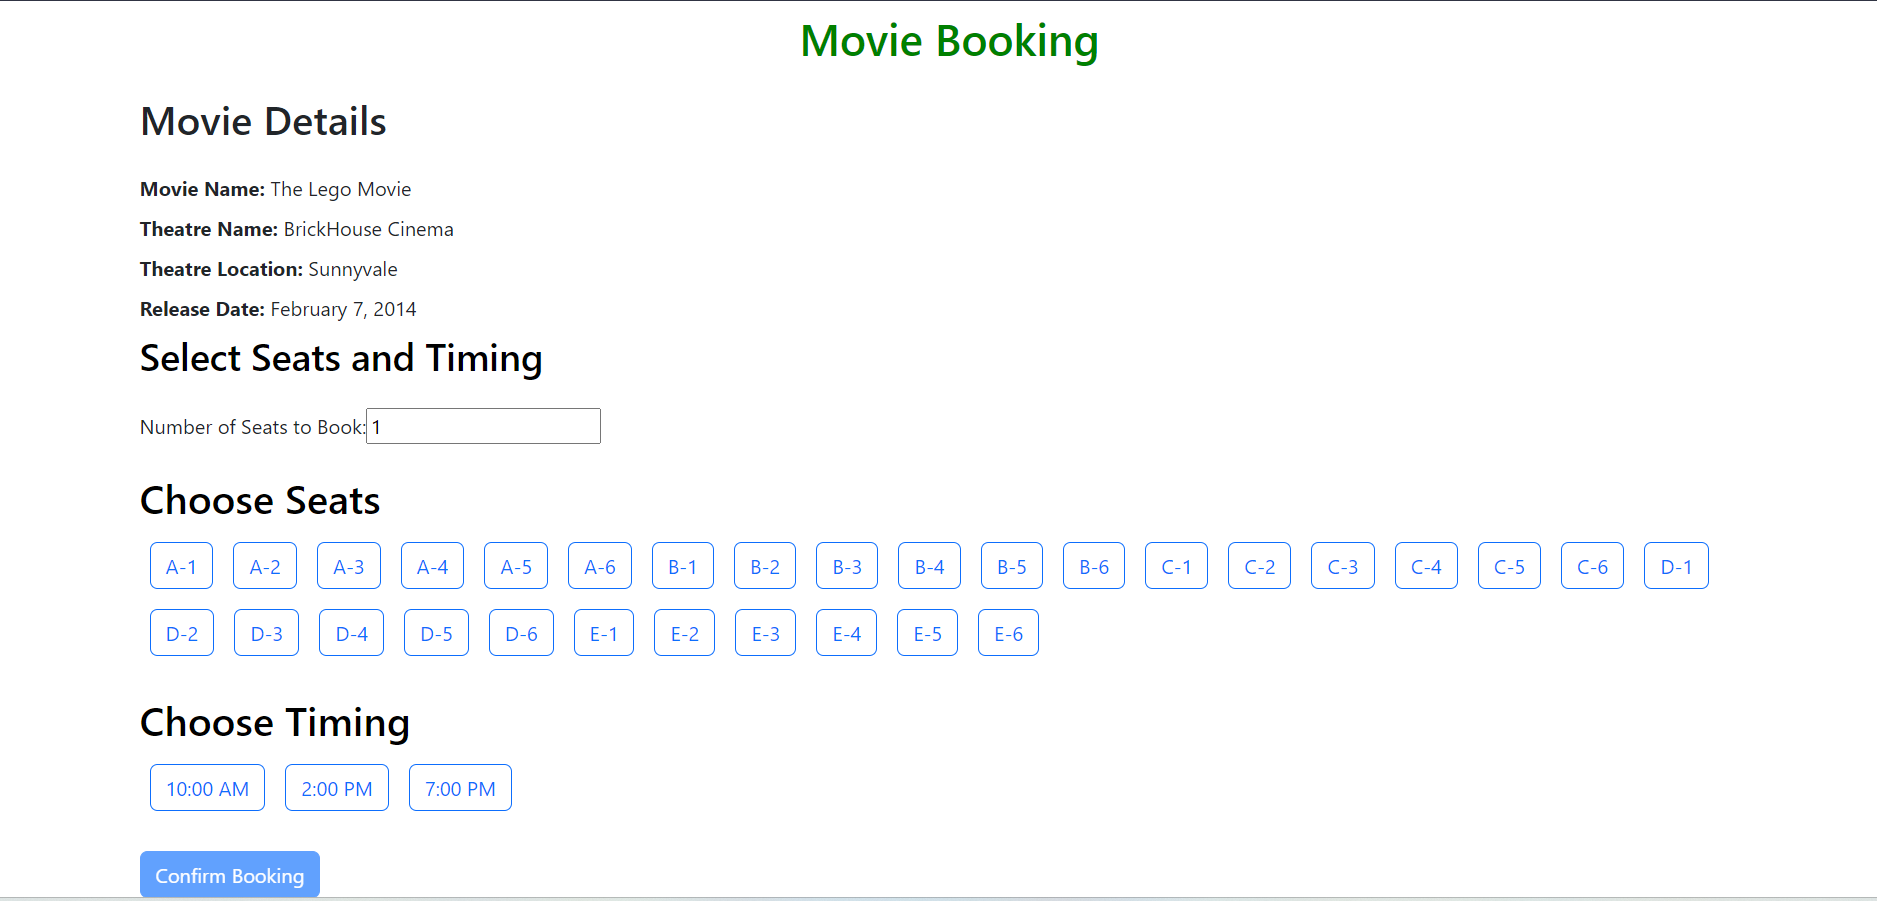 Movie Booking
Movie Details
Movie Name: The Lego Movie
Theatre Name: BrickHouse Cinema
Theatre Location: Sunnyvale
Release Date: February 7, 2014
Select Seats and Timing
Number of Seats to Book: 1
Choose Seats
A-1 A-2 A-3 A-4 A-5 A-6 B-1 B-2 B-3 B-4 B-5 B-6 C-1 C-2 C-3 C-4 C-5 C-6 D-1
D-2 D-3 D-4 D-5 D-6 E-1 E-2 E-3 E-4 E-5 E-6
Choose Timing
10:00 AM 2:00 PM 7:00 PM
Confirm Booking